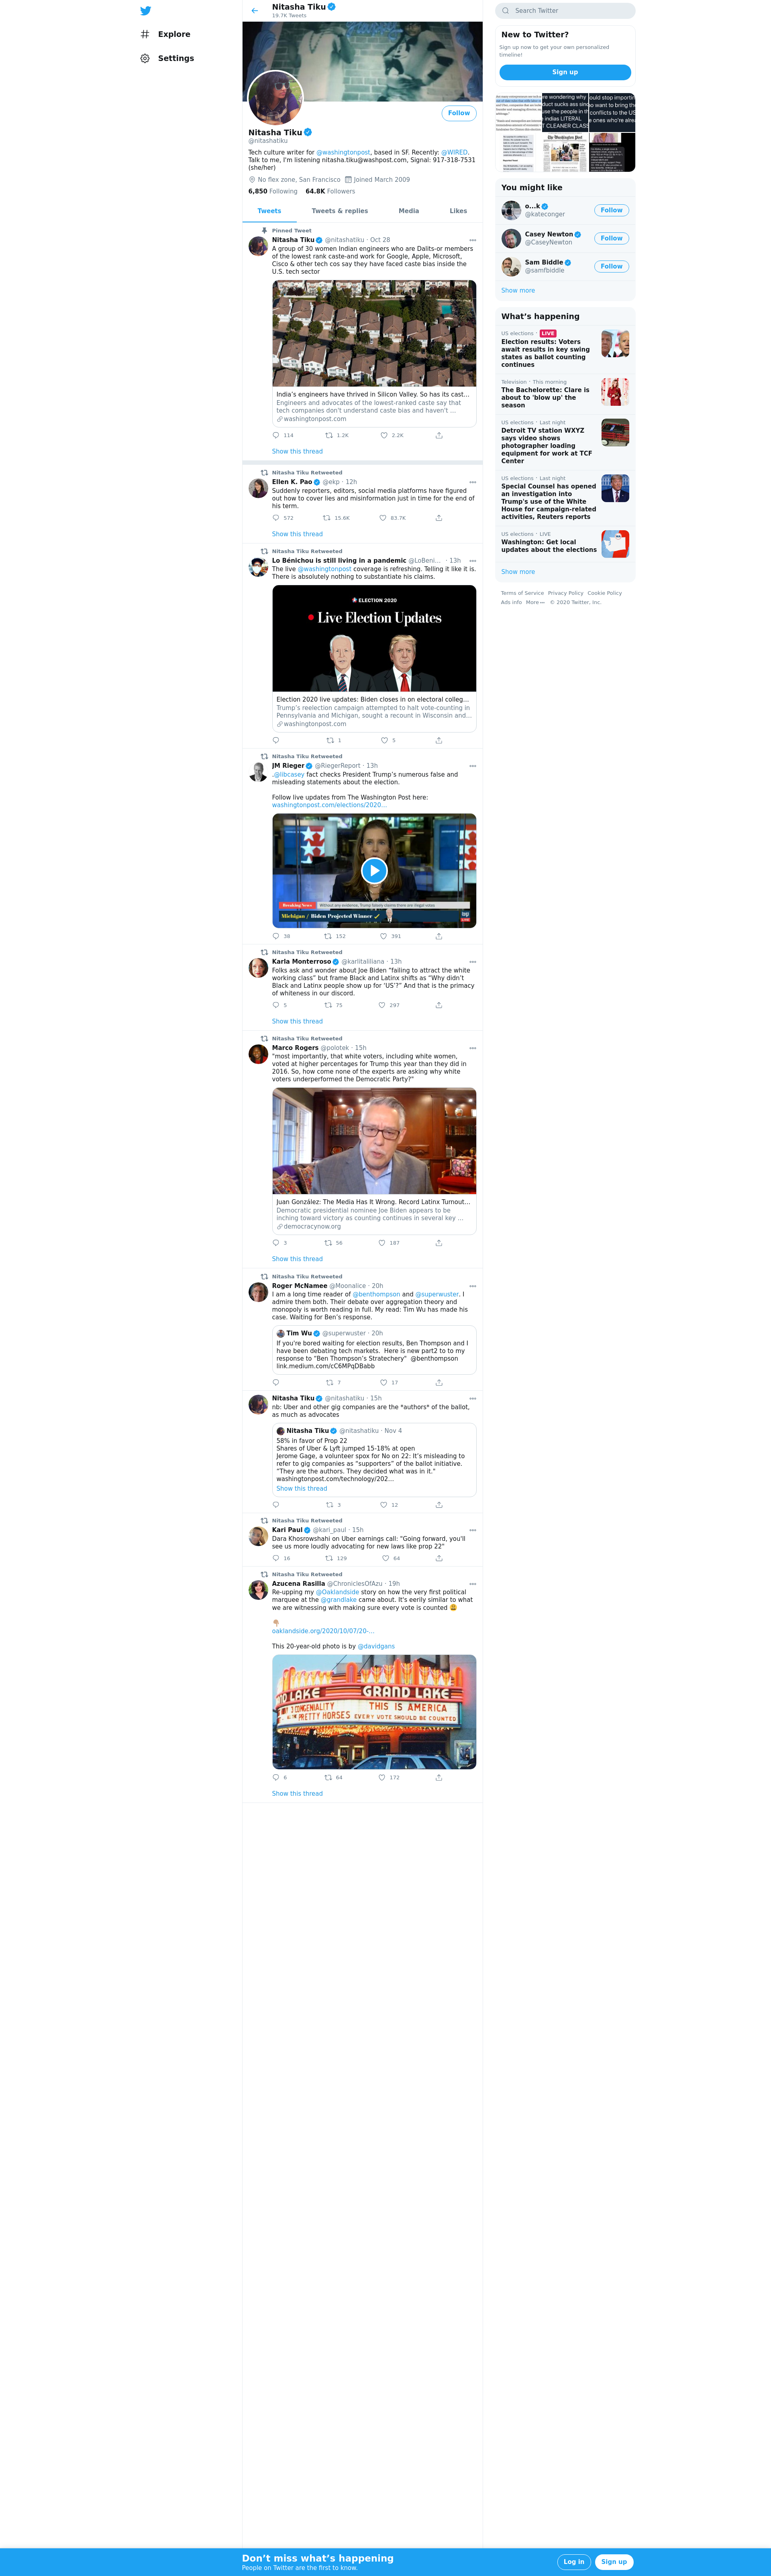 Explore
Settings
Nitasha Tiku
19.7K Tweets
Follow
Nitasha Tiku
@nitashatiku
Tech culture writer for @washingtonpost, based in SF. Recently: @WIRED.
Talk to me, I'm listening nitasha.tiku@washpost.com, Signal: 917-318-7531
(she/her)
No flex zone, San Francisco Joined March 2009
6,850 Following 64.8K Followers
Tweets Tweets & replies Media Likes
Pinned Tweet
Nitasha Tiku @nitashatiku · Oct 28
A group of 30 women Indian engineers who are Dalits-or members
of the lowest rank caste-and work for Google, Apple, Microsoft,
Cisco & other tech cos say they have faced caste bias inside the
U.S. tech sector
India's engineers have thrived in Silicon Valley. So has its cast...
Engineers and advocates of the lowest-ranked caste say that
tech companies don't understand caste bias and haven't ...
washingtonpost.com
114 1.2K 2.2K
Show this thread
Nitasha Tiku Retweeted
Ellen K. Pao @ekp · 12h
Suddenly reporters, editors, social media platforms have figured
out how to cover lies and misinformation just in time for the end of
his term.
572 15.6K 83.7K
Show this thread
Nitasha Tiku Retweeted
Lo Bénichou is still living in a pandemic @LoBeni... · 13h
The live @washingtonpost coverage is refreshing. Telling it like it is.
There is absolutely nothing to substantiate his claims.
ELECTION 2020
Live Election Updates
Election 2020 live updates: Biden closes in on electoral colleg...
Trump's reelection campaign attempted to halt vote-counting in
Pennsylvania and Michigan, sought a recount in Wisconsin and...
washingtonpost.com
1 5
Nitasha Tiku Retweeted
JM Rieger @RiegerReport · 13h
.@libcasey fact checks President Trump's numerous false and
misleading statements about the election.
Follow live updates from The Washington Post here:
washingtonpost.com/elections/2020...
Breaking News Without any evidence, Trump falsely claims there are illegal votes
Michigan / Biden Projected Winner
LIVE
38 152 391
Nitasha Tiku Retweeted
Karla Monterroso @karlitaliliana · 13h
Folks ask and wonder about Joe Biden "failing to attract the white
working class" but frame Black and Latinx shifts as "Why didn't
Black and Latinx people show up for 'US'?" And that is the primacy
of whiteness in our discord.
5 75 297
Show this thread
Nitasha Tiku Retweeted
Marco Rogers @polotek · 15h
"most importantly, that white voters, including white women,
voted at higher percentages for Trump this year than they did in
2016. So, how come none of the experts are asking why white
voters underperformed the Democratic Party?"
Juan González: The Media Has It Wrong. Record Latinx Turnout...
Democratic presidential nominee Joe Biden appears to be
inching toward victory as counting continues in several key ...
democracynow.org
3 56 187
Show this thread
Nitasha Tiku Retweeted
Roger McNamee @Moonalice · 20h
I am a long time reader of @benthompson and @superwuster. I
admire them both. Their debate over aggregation theory and
monopoly is worth reading in full. My read: Tim Wu has made his
case. Waiting for Ben's response.
Tim Wu @superwuster · 20h
If you're bored waiting for election results, Ben Thompson and I
have been debating tech markets. Here is new part2 to to my
response to "Ben Thompson's Stratechery" @benthompson
link.medium.com/cC6MPqDBabb
7 17
Nitasha Tiku @nitashatiku · 15h
nb: Uber and other gig companies are the *authors* of the ballot,
as much as advocates
Nitasha Tiku @nitashatiku · Nov 4
58% in favor of Prop 22
Shares of Uber & Lyft jumped 15-18% at open
Jerome Gage, a volunteer spox for No on 22: It's misleading to
refer to gig companies as "supporters" of the ballot initiative.
"They are the authors. They decided what was in it."
washingtonpost.com/technology/202...
Show this thread
3 12
Nitasha Tiku Retweeted
Kari Paul @kari_paul · 15h
Dara Khosrowshahi on Uber earnings call: "Going forward, you'll
see us more loudly advocating for new laws like prop 22"
16 129 64
Nitasha Tiku Retweeted
Azucena Rasilla @ChroniclesOfAzu · 19h
Re-upping my @Oaklandside story on how the very first political
marquee at the @grandlake came about. It's eerily similar to what
we are witnessing with making sure every vote is counted 😩
👇🏼
oaklandside.org/2020/10/07/20-...
This 20-year-old photo is by @davidgans
LAKE GRAND LAKE
CONGENIALITY THIS IS AMERICA
PRETTY HORSES EVERY VOTE SHOULD BE COUNTED
6 64 172
Show this thread
Search Twitter
New to Twitter?
Sign up now to get your own personalized
timeline!
Sign up
The Washington Post
You might like
o...k
@kateconger
Follow
Casey Newton
@CaseyNewton
Follow
Sam Biddle
@samfbiddle
Follow
Show more
What's happening
US elections · LIVE
Election results: Voters
await results in key swing
states as ballot counting
continues
Television · This morning
The Bachelorette: Clare is
about to 'blow up' the
season
US elections · Last night
Detroit TV station WXYZ
says video shows
photographer loading
equipment for work at TCF
Center
US elections · Last night
Special Counsel has opened
an investigation into
Trump's use of the White
House for campaign-related
activities, Reuters reports
US elections · LIVE
Washington: Get local
updates about the elections
Show more
Terms of Service Privacy Policy Cookie Policy
Ads info More © 2020 Twitter, Inc.
Don't miss what's happening
People on Twitter are the first to know.
Log in Sign up